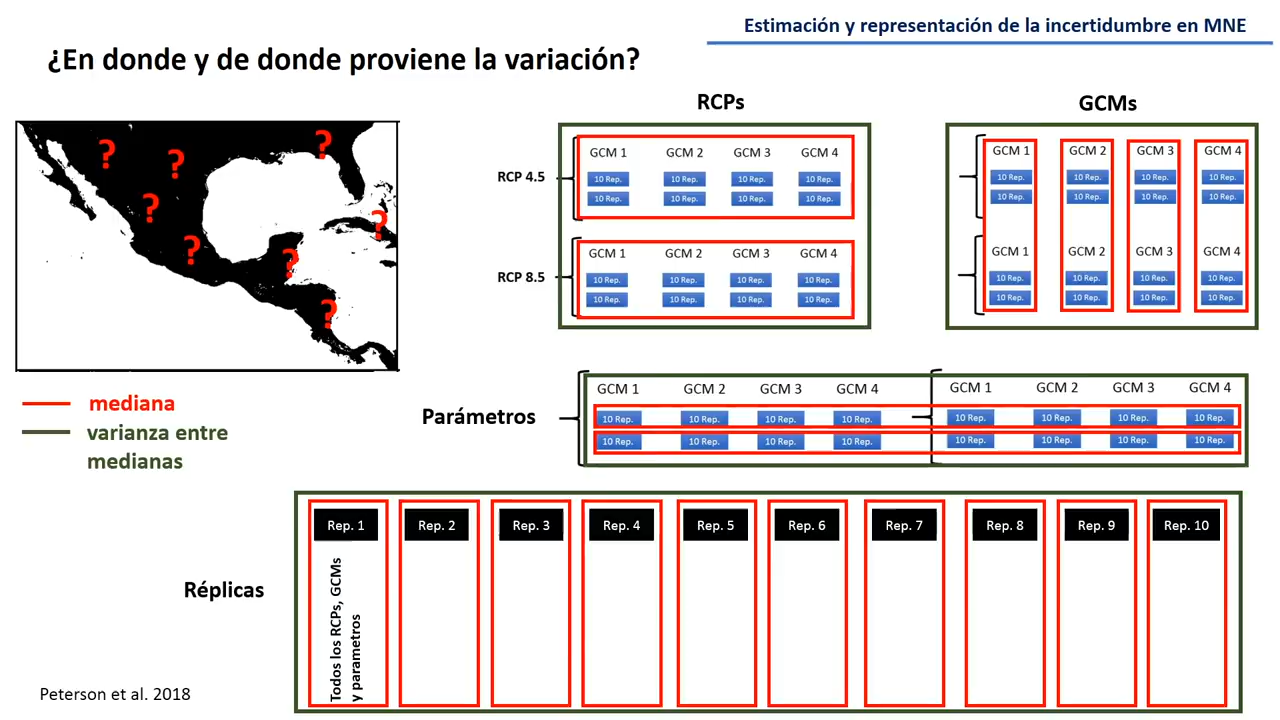 Estimación y representación de la incertidumbre en MNE
¿En donde y de donde proviene la variación?
? ? ? ? ? ? ? ?
mediana
varianza entre
medianas
RCPs
RCP 4.5
GCM 1 GCM 2 GCM 3 GCM 4
10 Rep. 10 Rep. 10 Rep. 10 Rep.
10 Rep. 10 Rep. 10 Rep. 10 Rep.
RCP 8.5
GCM 1 GCM 2 GCM 3 GCM 4
10 Rep. 10 Rep. 10 Rep. 10 Rep.
10 Rep. 10 Rep. 10 Rep. 10 Rep.
GCMs
GCM 1 GCM 2 GCM 3 GCM 4
10 Rep. 10 Rep. 10 Rep. 10 Rep.
10 Rep. 10 Rep. 10 Rep. 10 Rep.
GCM 1 GCM 2 GCM 3 GCM 4
10 Rep. 10 Rep. 10 Rep. 10 Rep.
10 Rep. 10 Rep. 10 Rep. 10 Rep.
Parámetros
GCM 1 GCM 2 GCM 3 GCM 4 GCM 1 GCM 2 GCM 3 GCM 4
10 Rep. 10 Rep. 10 Rep. 10 Rep. 10 Rep. 10 Rep. 10 Rep. 10 Rep.
10 Rep. 10 Rep. 10 Rep. 10 Rep. 10 Rep. 10 Rep. 10 Rep. 10 Rep.
Réplicas
Rep. 1 Rep. 2 Rep. 3 Rep. 4 Rep. 5 Rep. 6 Rep. 7 Rep. 8 Rep. 9 Rep. 10
Todos los RCPs, GCMs
y parametros
Peterson et al. 2018